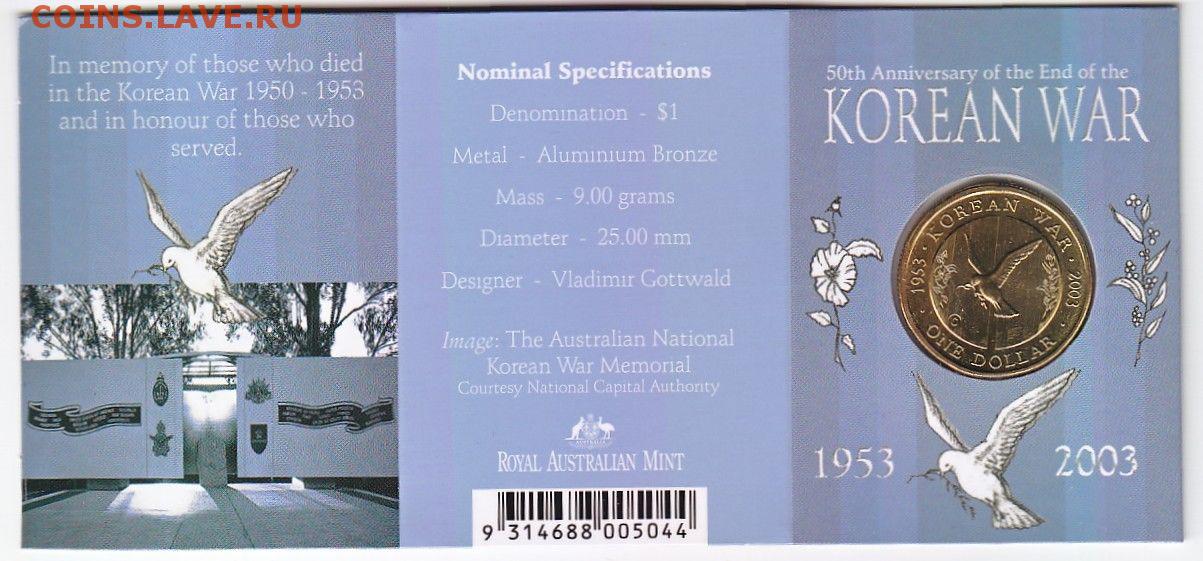 COINS.LAVE.RU
In memory of those who died
in the Korean War 1950 - 1953
and in honour of those who
served.
Nominal Specifications
Denomination - $1
Metal - Aluminium Bronze
Mass - 9.00 grams
Diameter - 25.00 mm
Designer - Vladimir Gottwald
Image: The Australian National
Korean War Memorial
Courtesy National Capital Authority
AUSTRALIA
ROYAL AUSTRALIAN MINT
9 314688 005044
50th Anniversary of the End of the
KOREAN WAR
1953 · KOREAN WAR · 2003
C
· ONE DOLLAR ·
1953
2003